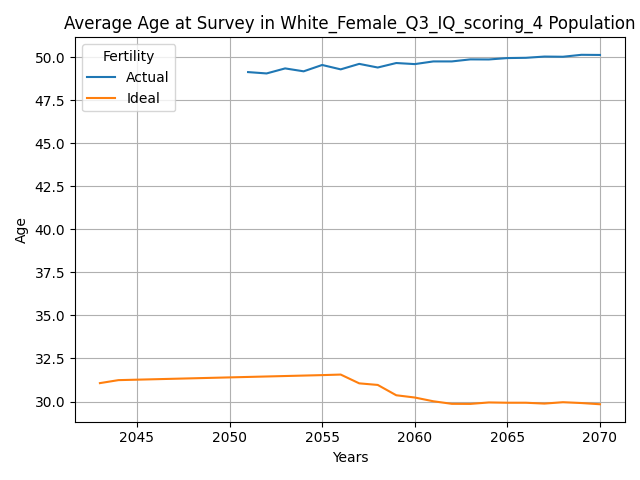 Average Age at Survey in White_Female_Q3_IQ_scoring_4 Population
Fertility
Actual
Ideal
50.0
47.5
45.0
42.5
40.0
37.5
35.0
32.5
30.0
Age
2045 2050 2055 2060 2065 2070
Years